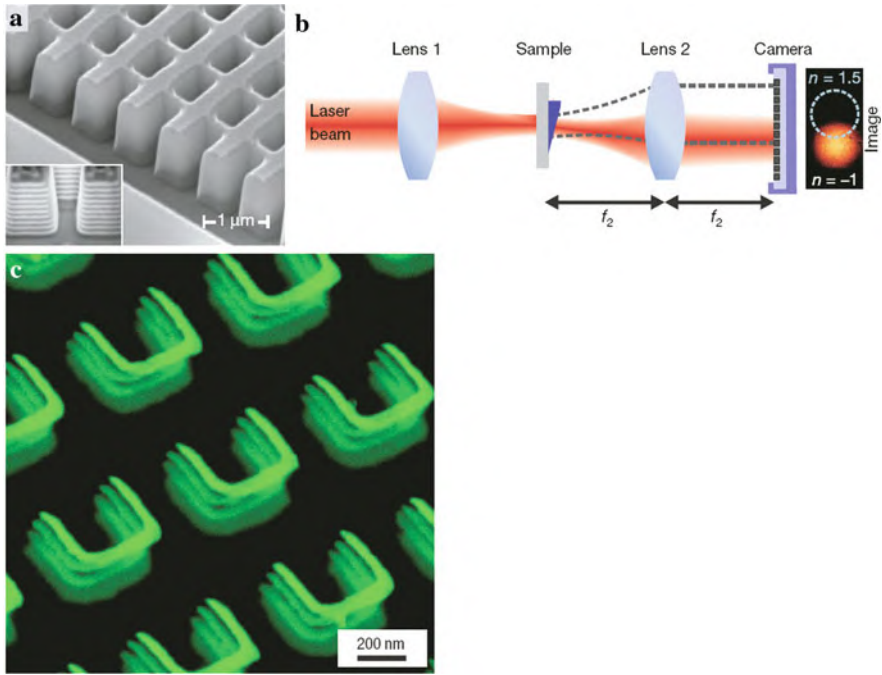 a
1 µm
b
Lens 1
Sample
Lens 2
Camera
Laser
beam
n = 1.5
n = −1
Image
f2
f2
c
200 nm